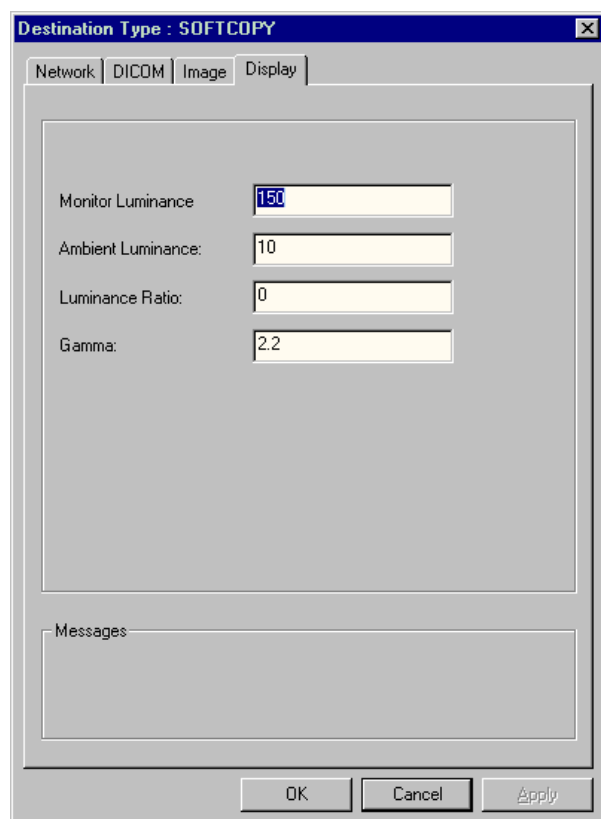 Destination Type : SOFTCOPY
Network DICOM Image Display
Monitor Luminance 150
Ambient Luminance: 10
Luminance Ratio: 0
Gamma: 2.2
Messages
OK Cancel Apply